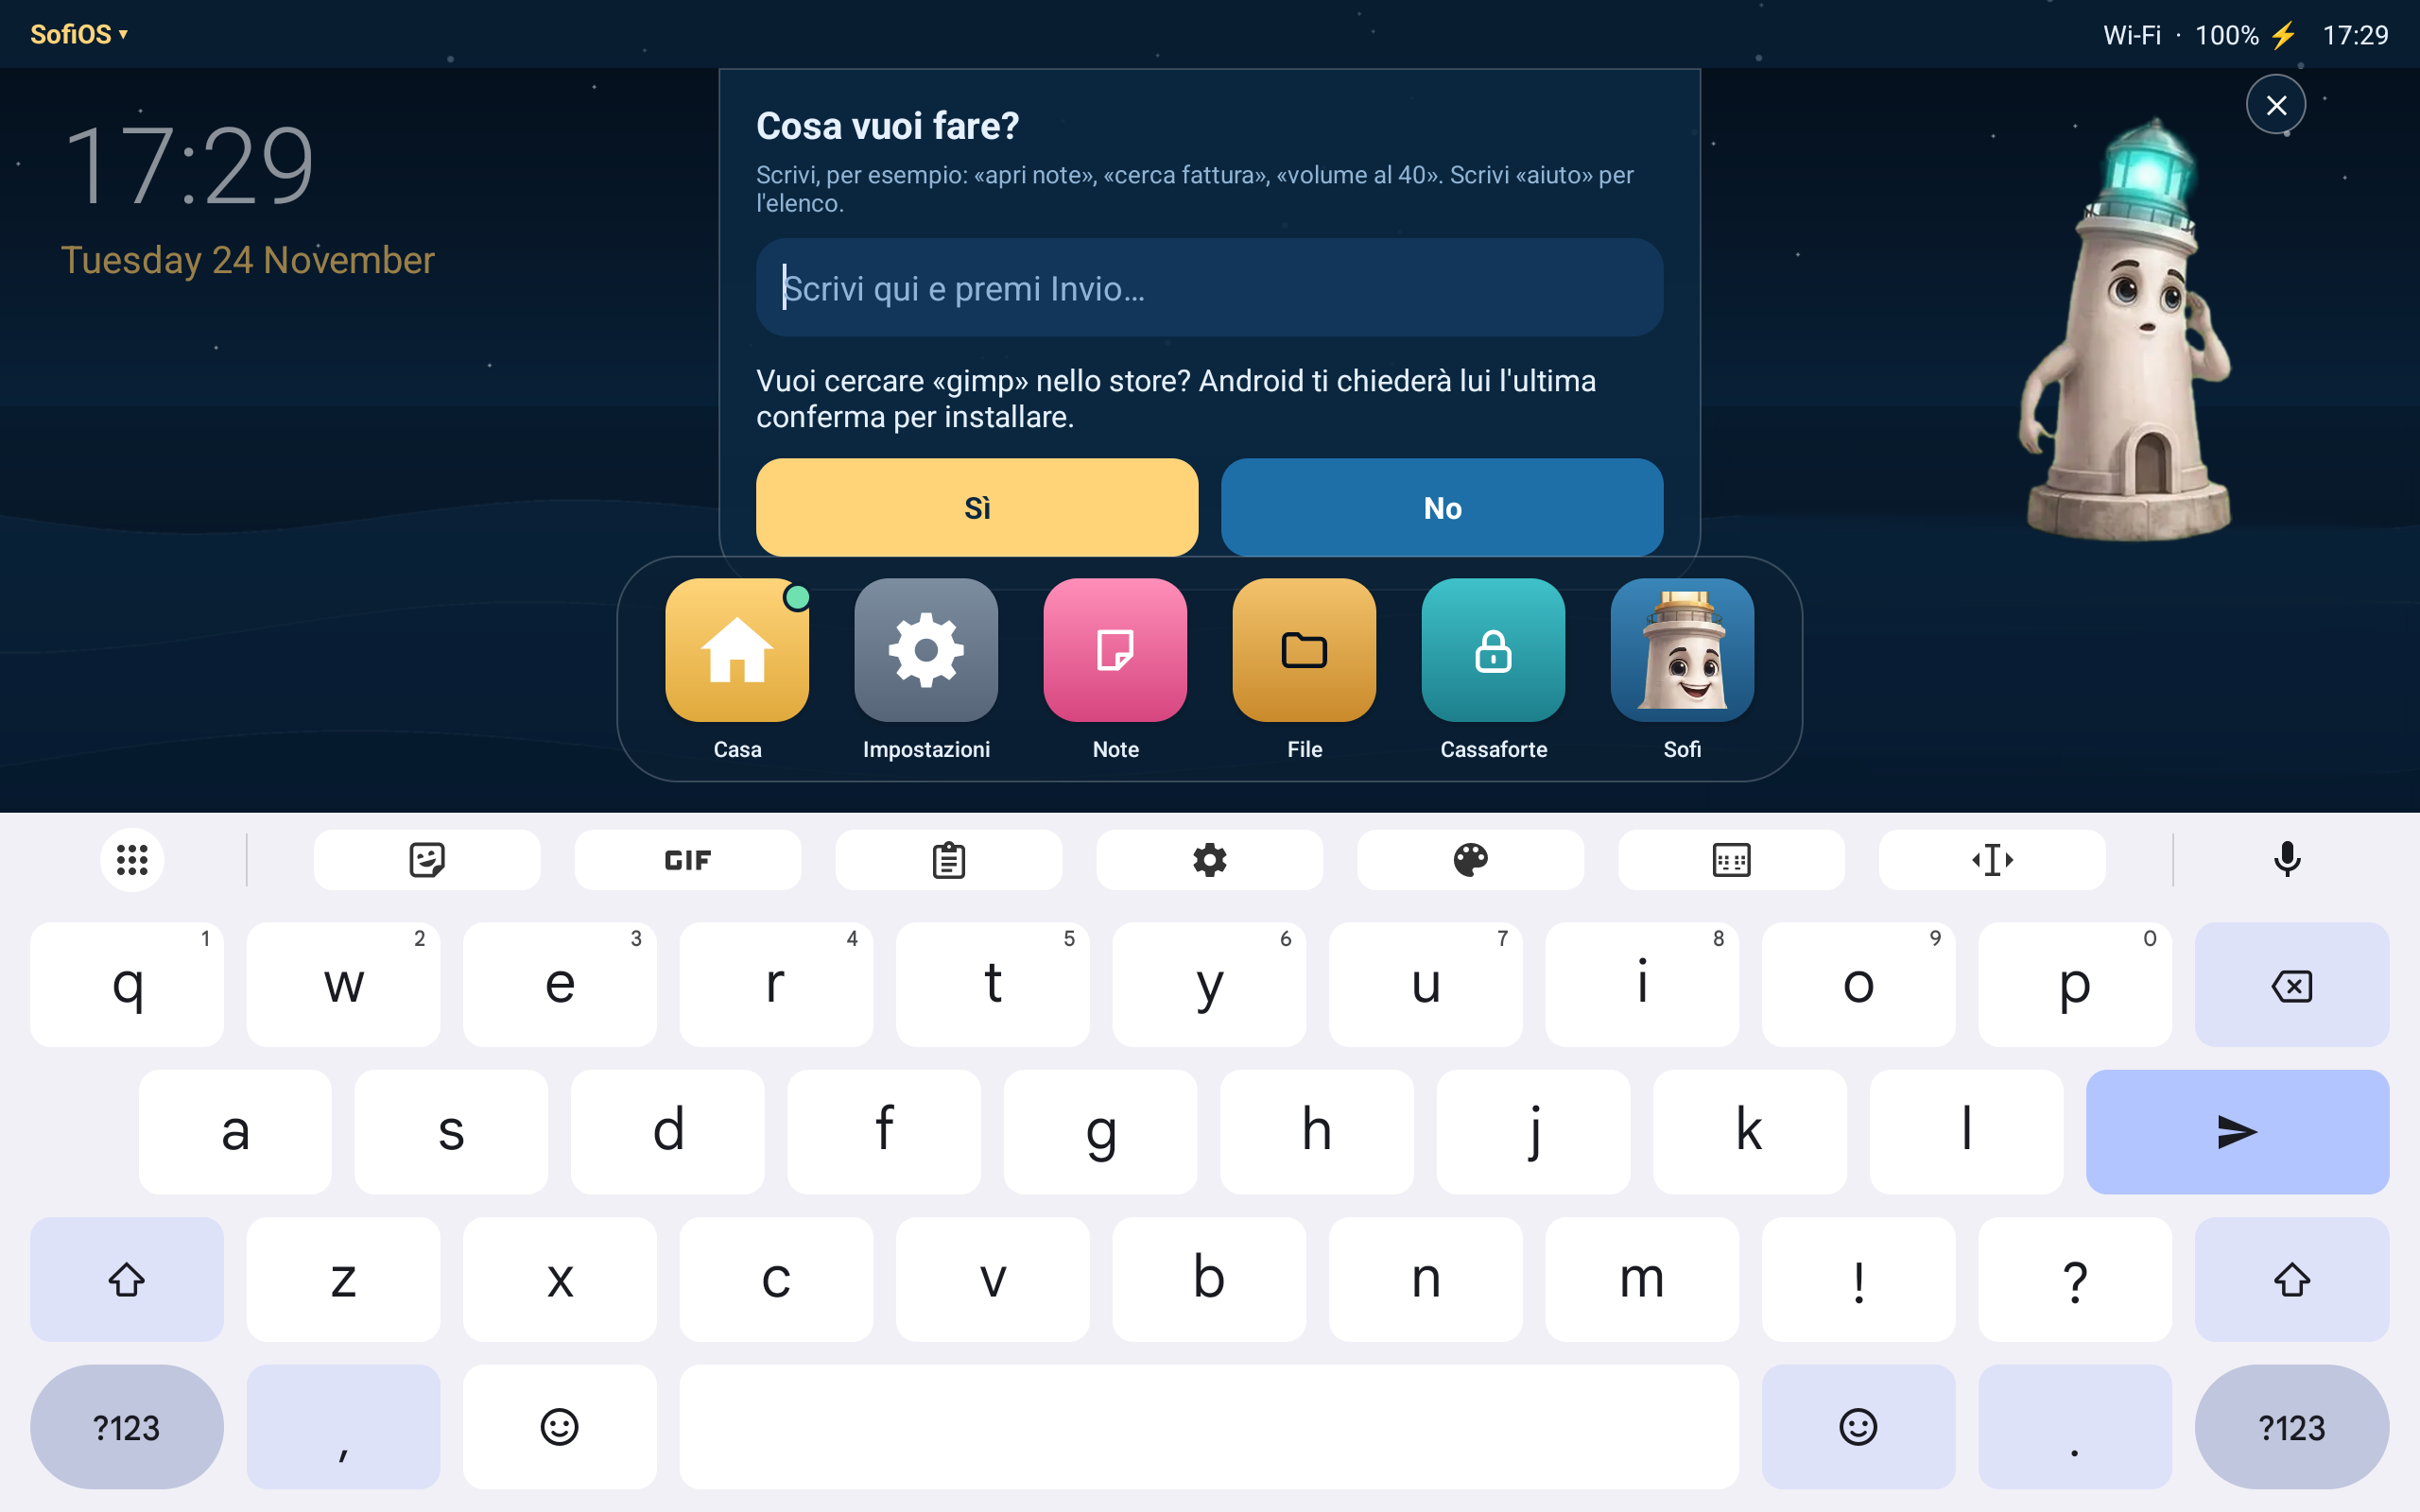 SofiOS ▾
Wi-Fi · 100% ⚡ 17:29
17:29
Tuesday 24 November
Cosa vuoi fare?
Scrivi, per esempio: «apri note», «cerca fattura», «volume al 40». Scrivi «aiuto» per
l'elenco.
Scrivi qui e premi Invio...
Vuoi cercare «gimp» nello store? Android ti chiederà lui l'ultima
conferma per installare.
Sì
No
Casa
Impostazioni
Note
File
Cassaforte
Sofi
GIF
q 1 w 2 e 3 r 4 t 5 y 6 u 7 i 8 o 9 p 0
a s d f g h j k l
z x c v b n m ! ?
?123 , . ?123